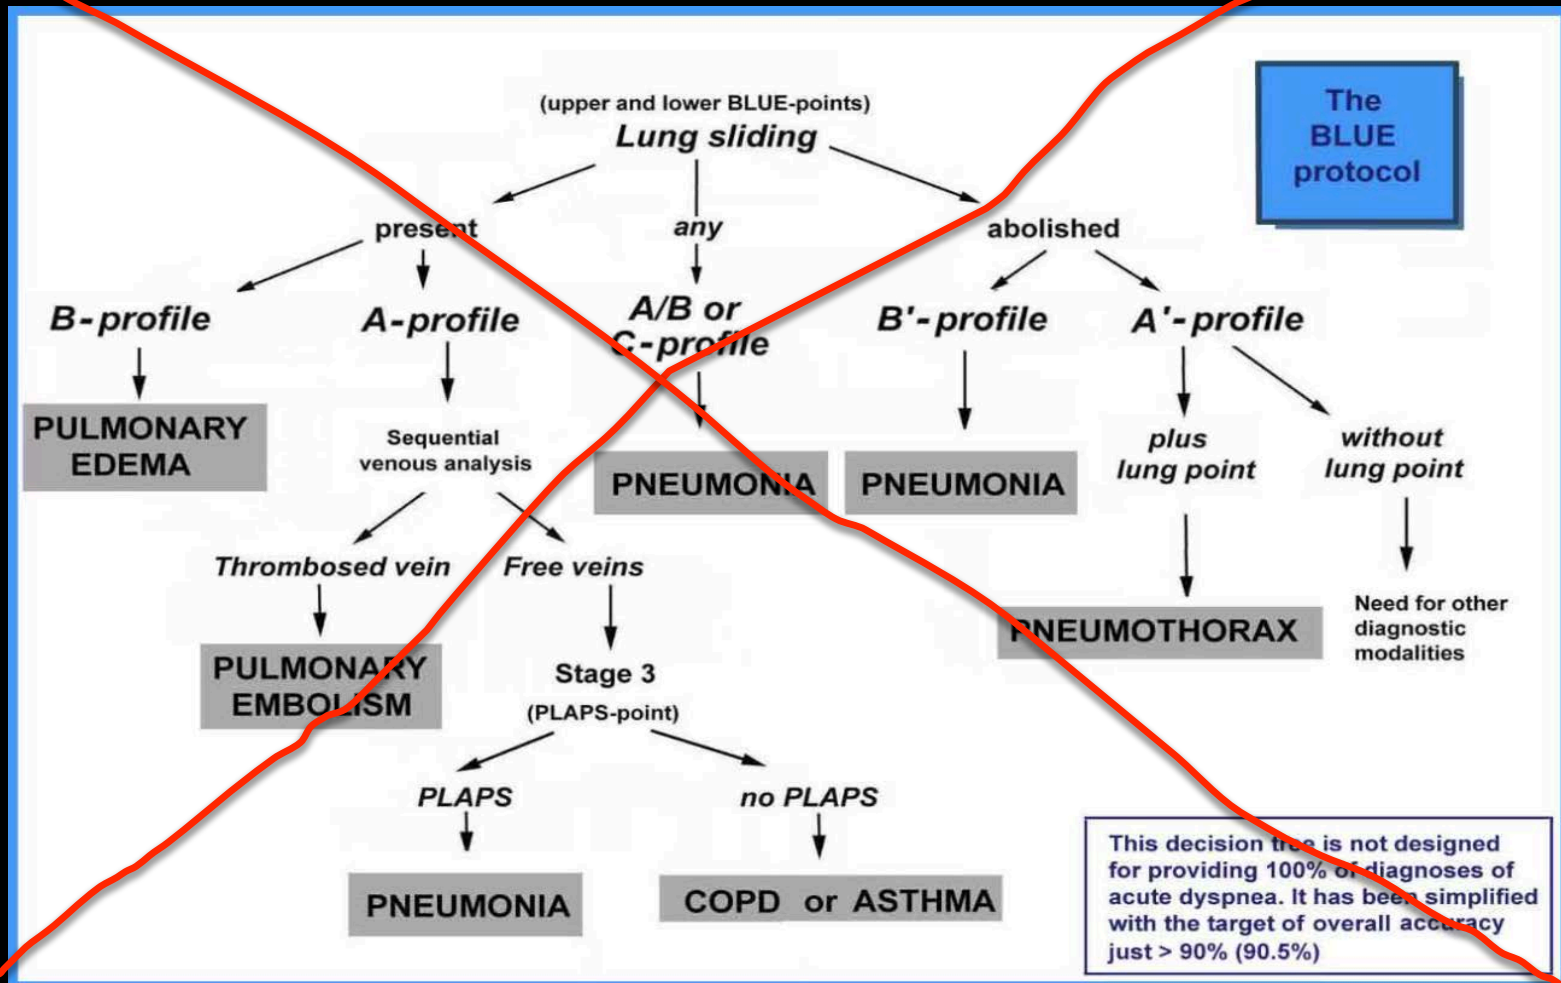 The
BLUE
protocol
(upper and lower BLUE-points)
Lung sliding
present
any
abolished
B-profile
A-profile
A/B or
C-profile
B'-profile
A'-profile
PULMONARY
EDEMA
Sequential
venous analysis
PNEUMONIA
PNEUMONIA
plus
lung point
without
lung point
Thrombosed vein
Free veins
PULMONARY
EMBOLISM
Stage 3
(PLAPS-point)
PNEUMOTHORAX
Need for other
diagnostic
modalities
PLAPS
no PLAPS
PNEUMONIA
COPD or ASTHMA
This decision tree is not designed
for providing 100% of diagnoses of
acute dyspnea. It has been simplified
with the target of overall accuracy
just > 90% (90.5%)